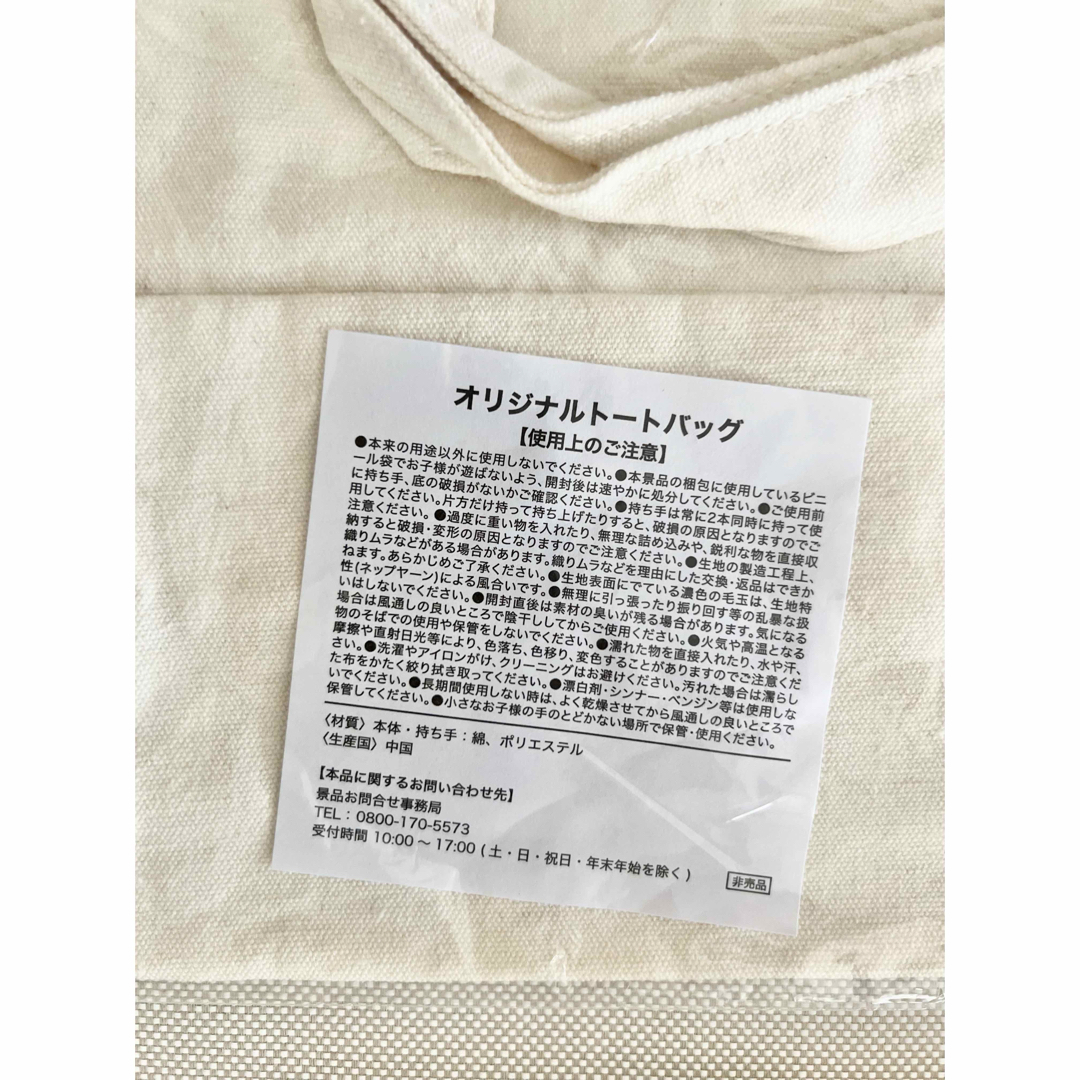 オリジナルトートバッグ
【使用上のご注意】
●本来の用途以外に使用しないでください。●本景品の梱包に使用しているビニ
ール袋でお子様が遊ばないよう、開封後は速やかに処分してください。●ご使用前
に持ち手、底の破損がないかご確認ください。●持ち手は常に2本同時に持って使
用してください。片方だけ持って持ち上げたりすると、破損の原因となりますのでご
注意ください。●過度に重い物を入れたり、無理な詰め込みや、鋭利な物を直接収
納すると破損・変形の原因となりますのでご注意ください。●生地の製造工程上、
織りムラなどがある場合があります。織りムラなどを理由にした交換・返品はできか
ねます。あらかじめご了承ください。●生地表面にでている濃色の毛玉は、生地特
性(ネップヤーン)による風合いです。●無理に引っ張ったり振り回す等の乱暴な扱
いはしないでください。●開封直後は素材の臭いが残る場合があります。気になる
場合は風通しの良いところで陰干ししてからご使用ください。●火気や高温となる
物のそばでの使用や保管をしないでください。●濡れた物を直接入れたり、水や汗、
摩擦や直射日光等により、色落ち、色移り、変色することがありますのでご注意くだ
さい。●洗濯やアイロンがけ、クリーニングはお避けください。汚れた場合は濡らし
た布をかたく絞り拭き取ってください。●漂白剤・シンナー・ベンジン等は使用しな
いでください。●長期間使用しない時は、よく乾燥させてから風通しの良いところで
保管してください。●小さなお子様の手のとどかない場所で保管・使用ください。
〈材質〉本体・持ち手：綿、ポリエステル
〈生産国〉中国
【本品に関するお問い合わせ先】
景品お問合せ事務局
TEL：0800-170-5573
受付時間 10:00～17:00 (土・日・祝日・年末年始を除く)
非売品